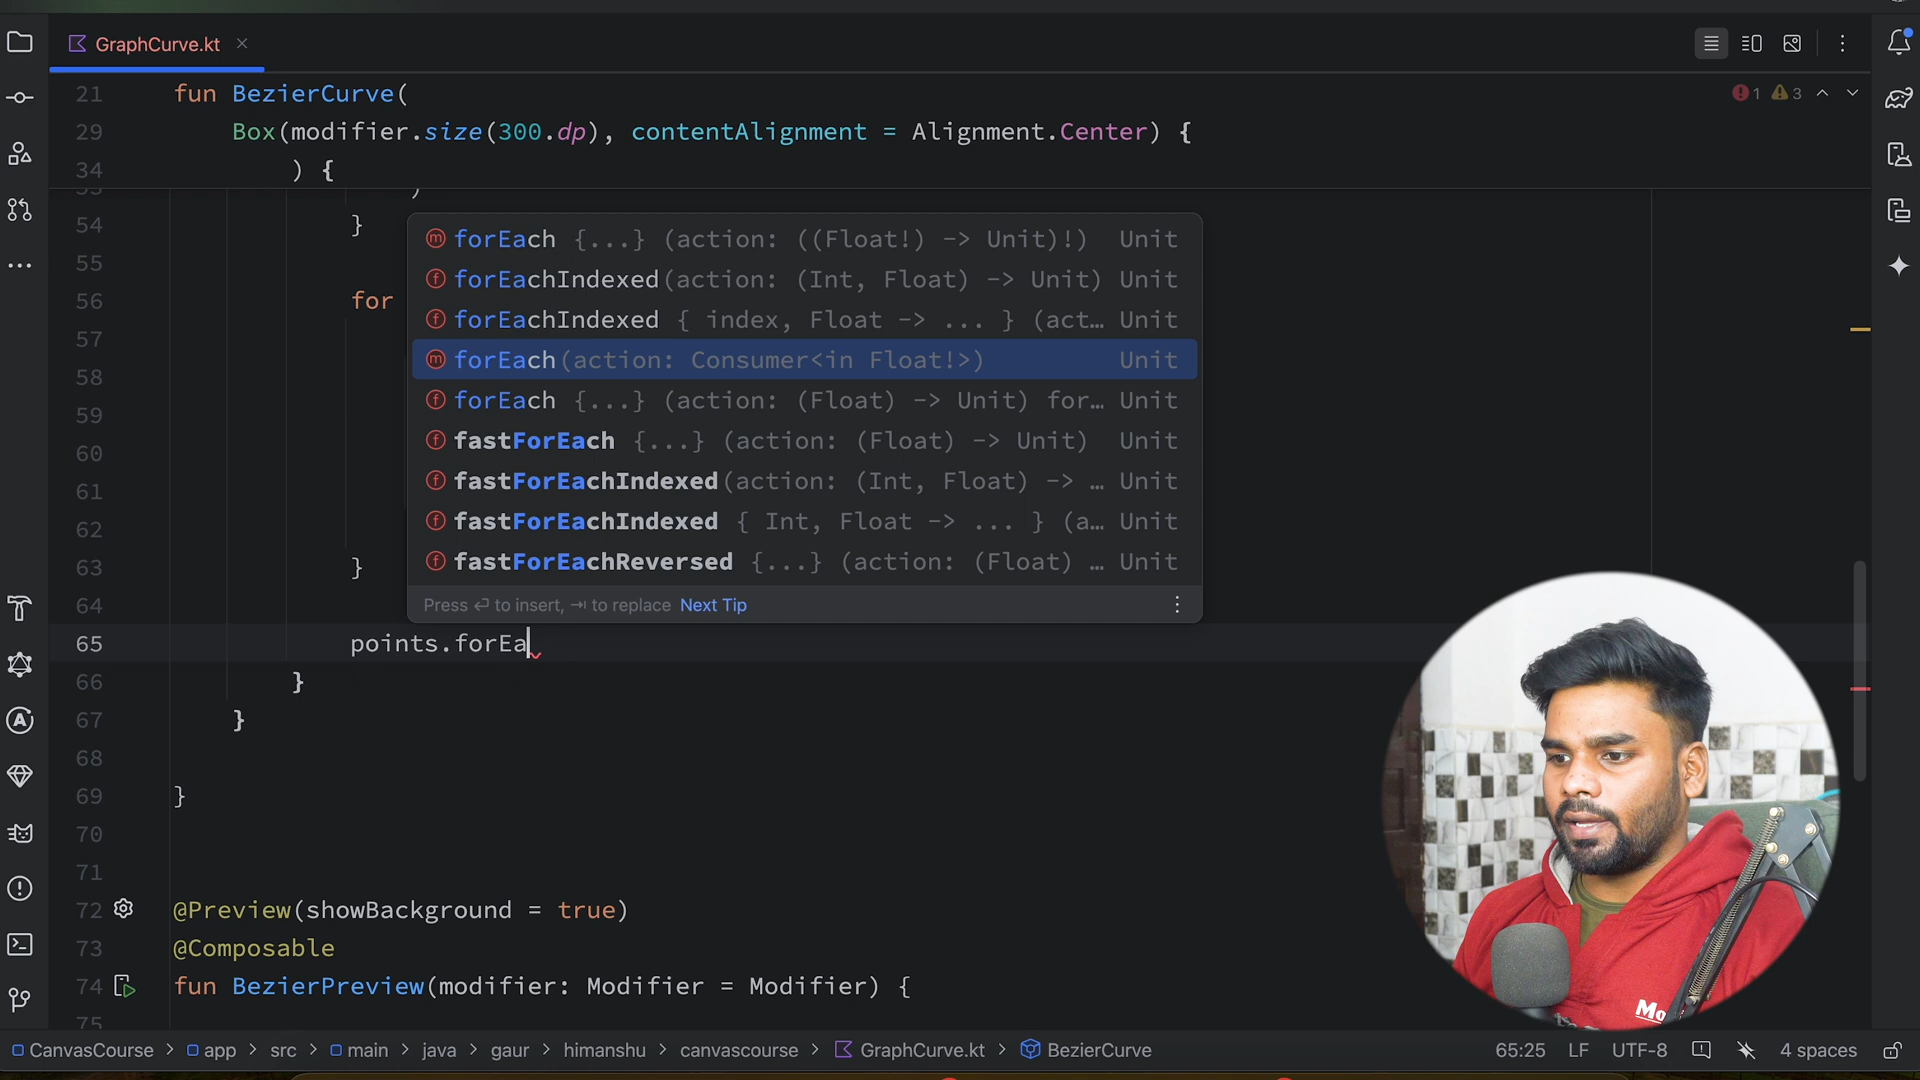 GraphCurve.kt
21 fun BezierCurve(
1 3
29 Box(modifier.size(300.dp), contentAlignment = Alignment.Center) {
34 ) {
54 }
55
56 for
57
58
59
60
61
62
63 }
64
forEach {...} (action: ((Float!) -> Unit)!) Unit
forEachIndexed(action: (Int, Float) -> Unit) Unit
forEachIndexed { index, Float -> ... } (act... Unit
forEach(action: Consumer<in Float!>) Unit
forEach {...} (action: (Float) -> Unit) for... Unit
fastForEach {...} (action: (Float) -> Unit) Unit
fastForEachIndexed(action: (Int, Float) -> ... Unit
fastForEachIndexed { Int, Float -> ... } (a... Unit
fastForEachReversed {...} (action: (Float) ... Unit
Press ↵ to insert, ⇥ to replace Next Tip
65 points.forEa
66 }
67 }
68
69 }
70
71
72 @Preview(showBackground = true)
73 @Composable
74 fun BezierPreview(modifier: Modifier = Modifier) {
75
CanvasCourse > app > src > main > java > gaur > himanshu > canvascourse > GraphCurve.kt > BezierCurve 65:25 LF UTF-8 4 spaces